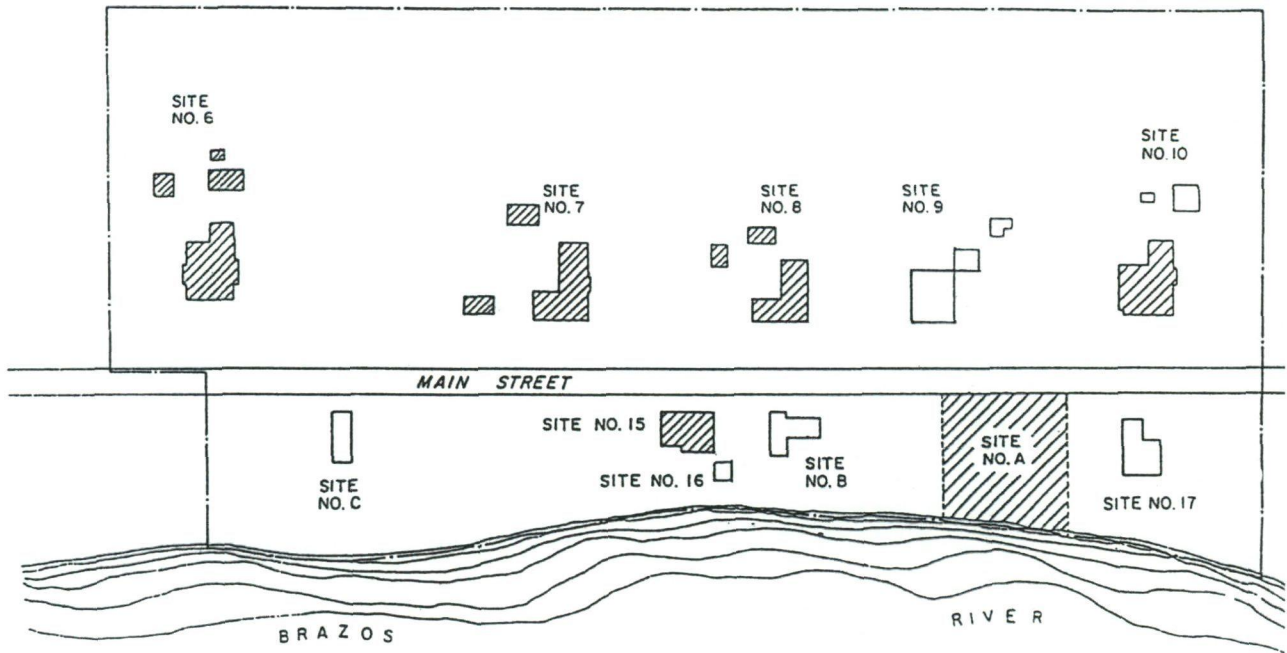 SITE
NO. 6
SITE
NO. 7
SITE
NO. 8
SITE
NO. 9
SITE
NO. 10
MAIN STREET
SITE NO. 15
SITE NO. 16
SITE
NO. B
SITE
NO. A
SITE NO. 17
SITE
NO. C
BRAZOS
RIVER